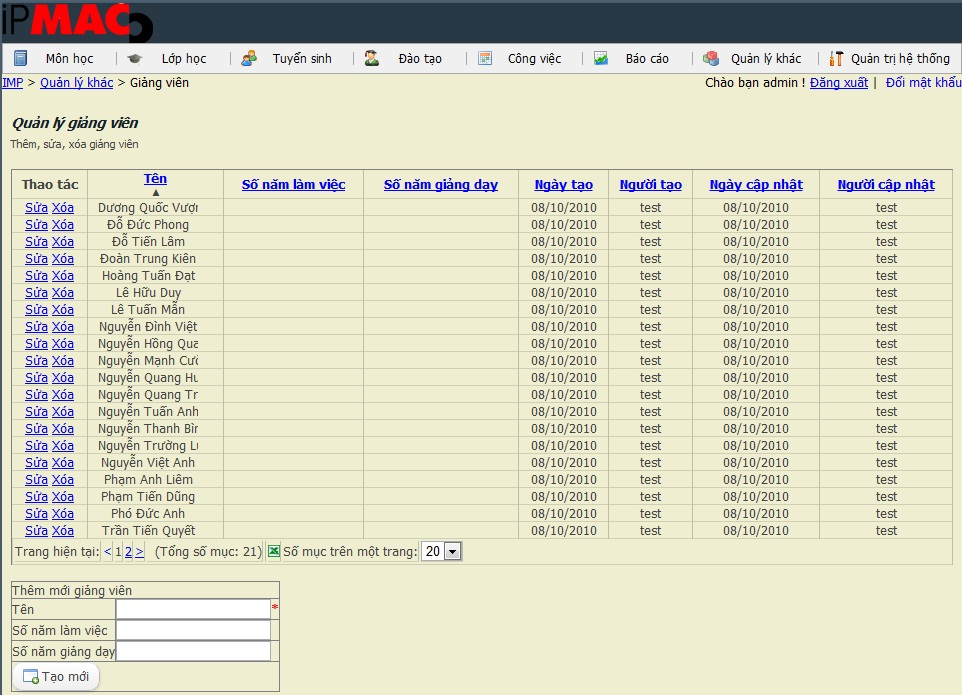 iPMAC
Môn học Lớp học Tuyển sinh Đào tạo Công việc Báo cáo Quản lý khác Quản trị hệ thống
IMP > Quản lý khác > Giảng viên Chào bạn admin ! Đăng xuất | Đổi mật khẩu
Quản lý giảng viên
Thêm, sửa, xóa giảng viên
Thao tác Tên Số năm làm việc Số năm giảng dạy Ngày tạo Người tạo Ngày cập nhật Người cập nhật
Sửa Xóa Dương Quốc Vượn 08/10/2010 test 08/10/2010 test
Sửa Xóa Đỗ Đức Phong 08/10/2010 test 08/10/2010 test
Sửa Xóa Đỗ Tiến Lâm 08/10/2010 test 08/10/2010 test
Sửa Xóa Đoàn Trung Kiên 08/10/2010 test 08/10/2010 test
Sửa Xóa Hoàng Tuấn Đạt 08/10/2010 test 08/10/2010 test
Sửa Xóa Lê Hữu Duy 08/10/2010 test 08/10/2010 test
Sửa Xóa Lê Tuấn Mẫn 08/10/2010 test 08/10/2010 test
Sửa Xóa Nguyễn Đình Việt 08/10/2010 test 08/10/2010 test
Sửa Xóa Nguyễn Hồng Qua 08/10/2010 test 08/10/2010 test
Sửa Xóa Nguyễn Mạnh Cườ 08/10/2010 test 08/10/2010 test
Sửa Xóa Nguyễn Quang Hu 08/10/2010 test 08/10/2010 test
Sửa Xóa Nguyễn Quang Tr 08/10/2010 test 08/10/2010 test
Sửa Xóa Nguyễn Tuấn Anh 08/10/2010 test 08/10/2010 test
Sửa Xóa Nguyễn Thanh Bìn 08/10/2010 test 08/10/2010 test
Sửa Xóa Nguyễn Trường Lu 08/10/2010 test 08/10/2010 test
Sửa Xóa Nguyễn Việt Anh 08/10/2010 test 08/10/2010 test
Sửa Xóa Phạm Anh Liêm 08/10/2010 test 08/10/2010 test
Sửa Xóa Phạm Tiến Dũng 08/10/2010 test 08/10/2010 test
Sửa Xóa Phó Đức Anh 08/10/2010 test 08/10/2010 test
Sửa Xóa Trần Tiến Quyết 08/10/2010 test 08/10/2010 test
Trang hiện tại: < 1 2 > (Tổng số mục: 21) Số mục trên một trang: 20
Thêm mới giảng viên
Tên *
Số năm làm việc
Số năm giảng dạy
Tạo mới